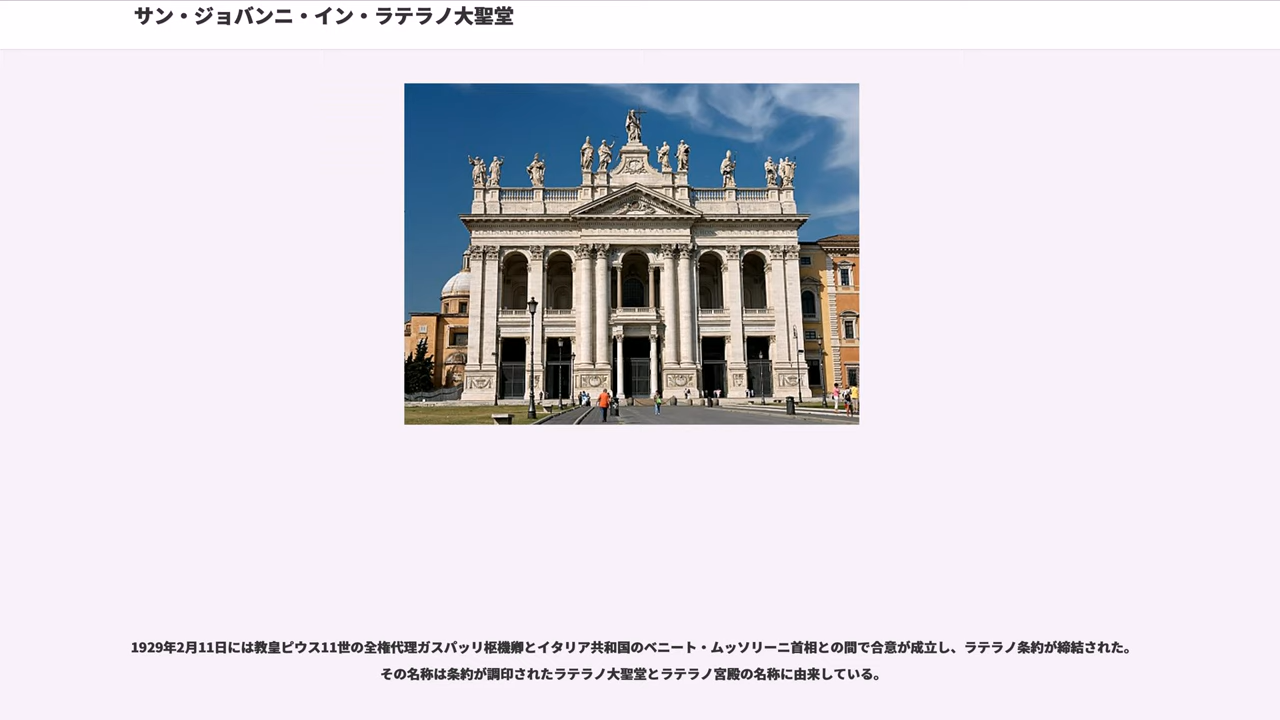 サン・ジョバンニ・イン・ラテラノ大聖堂
1929年2月11日には教皇ピウス11世の全権代理ガスパッリ枢機卿とイタリア共和国のベニート・ムッソリーニ首相との間で合意が成立し、ラテラノ条約が締結された。
その名称は条約が調印されたラテラノ大聖堂とラテラノ宮殿の名称に由来している。